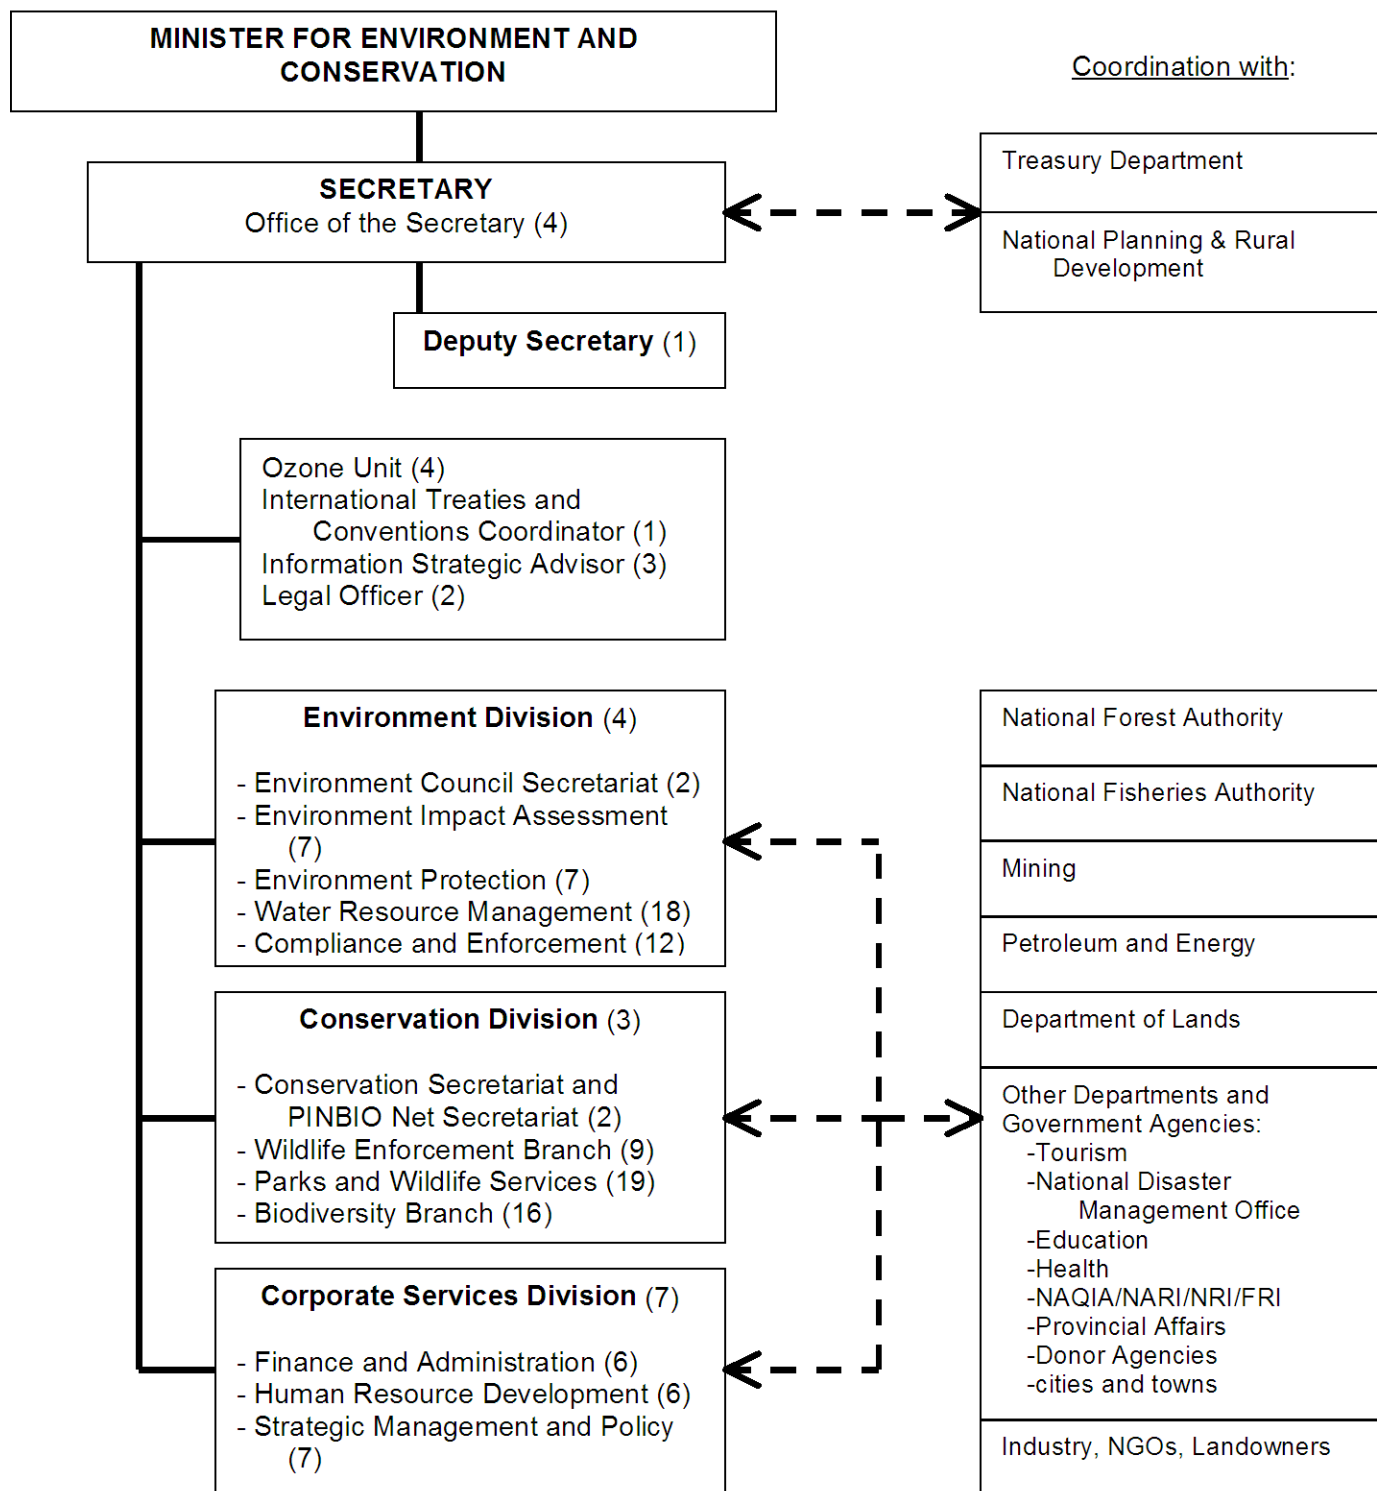 MINISTER FOR ENVIRONMENT AND
CONSERVATION
Coordination with:
SECRETARY
Office of the Secretary (4)
Treasury Department
National Planning & Rural
Development
Deputy Secretary (1)
Ozone Unit (4)
International Treaties and
Conventions Coordinator (1)
Information Strategic Advisor (3)
Legal Officer (2)
Environment Division (4)
- Environment Council Secretariat (2)
- Environment Impact Assessment
(7)
- Environment Protection (7)
- Water Resource Management (18)
- Compliance and Enforcement (12)
Conservation Division (3)
- Conservation Secretariat and
PINBIO Net Secretariat (2)
- Wildlife Enforcement Branch (9)
- Parks and Wildlife Services (19)
- Biodiversity Branch (16)
Corporate Services Division (7)
- Finance and Administration (6)
- Human Resource Development (6)
- Strategic Management and Policy
(7)
National Forest Authority
National Fisheries Authority
Mining
Petroleum and Energy
Department of Lands
Other Departments and
Government Agencies:
-Tourism
-National Disaster
Management Office
-Education
-Health
-NAQIA/NARI/NRI/FRI
-Provincial Affairs
-Donor Agencies
-cities and towns
Industry, NGOs, Landowners